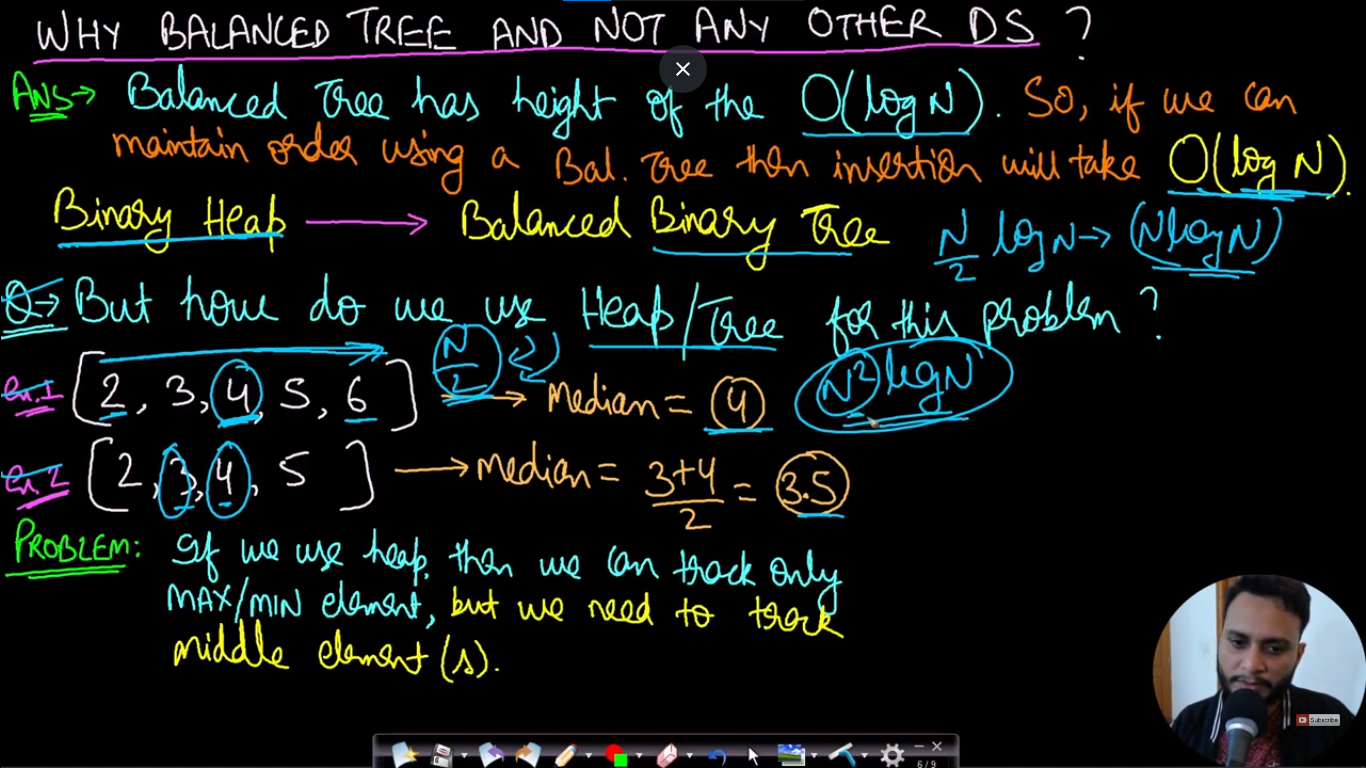 WHY BALANCED TREE AND NOT ANY OTHER DS ?
ANS → Balanced Tree has height of the O(log N). So, if we can
maintain order using a Bal. Tree then insertion will take O(log N).
Binary Heap → Balanced Binary Tree N/2 log N → (N log N)
Q → But how do we use Heap/Tree for this problem ?
Ex.1 [2, 3, 4, 5, 6] N/2 → Median = 4 N² log N
Ex.2 [2, 3, 4, 5] → Median = 3+4/2 = 3.5
PROBLEM: If we use heap, then we can track only
MAX/MIN element, but we need to track
middle element(s).
Subscribe
6 / 9